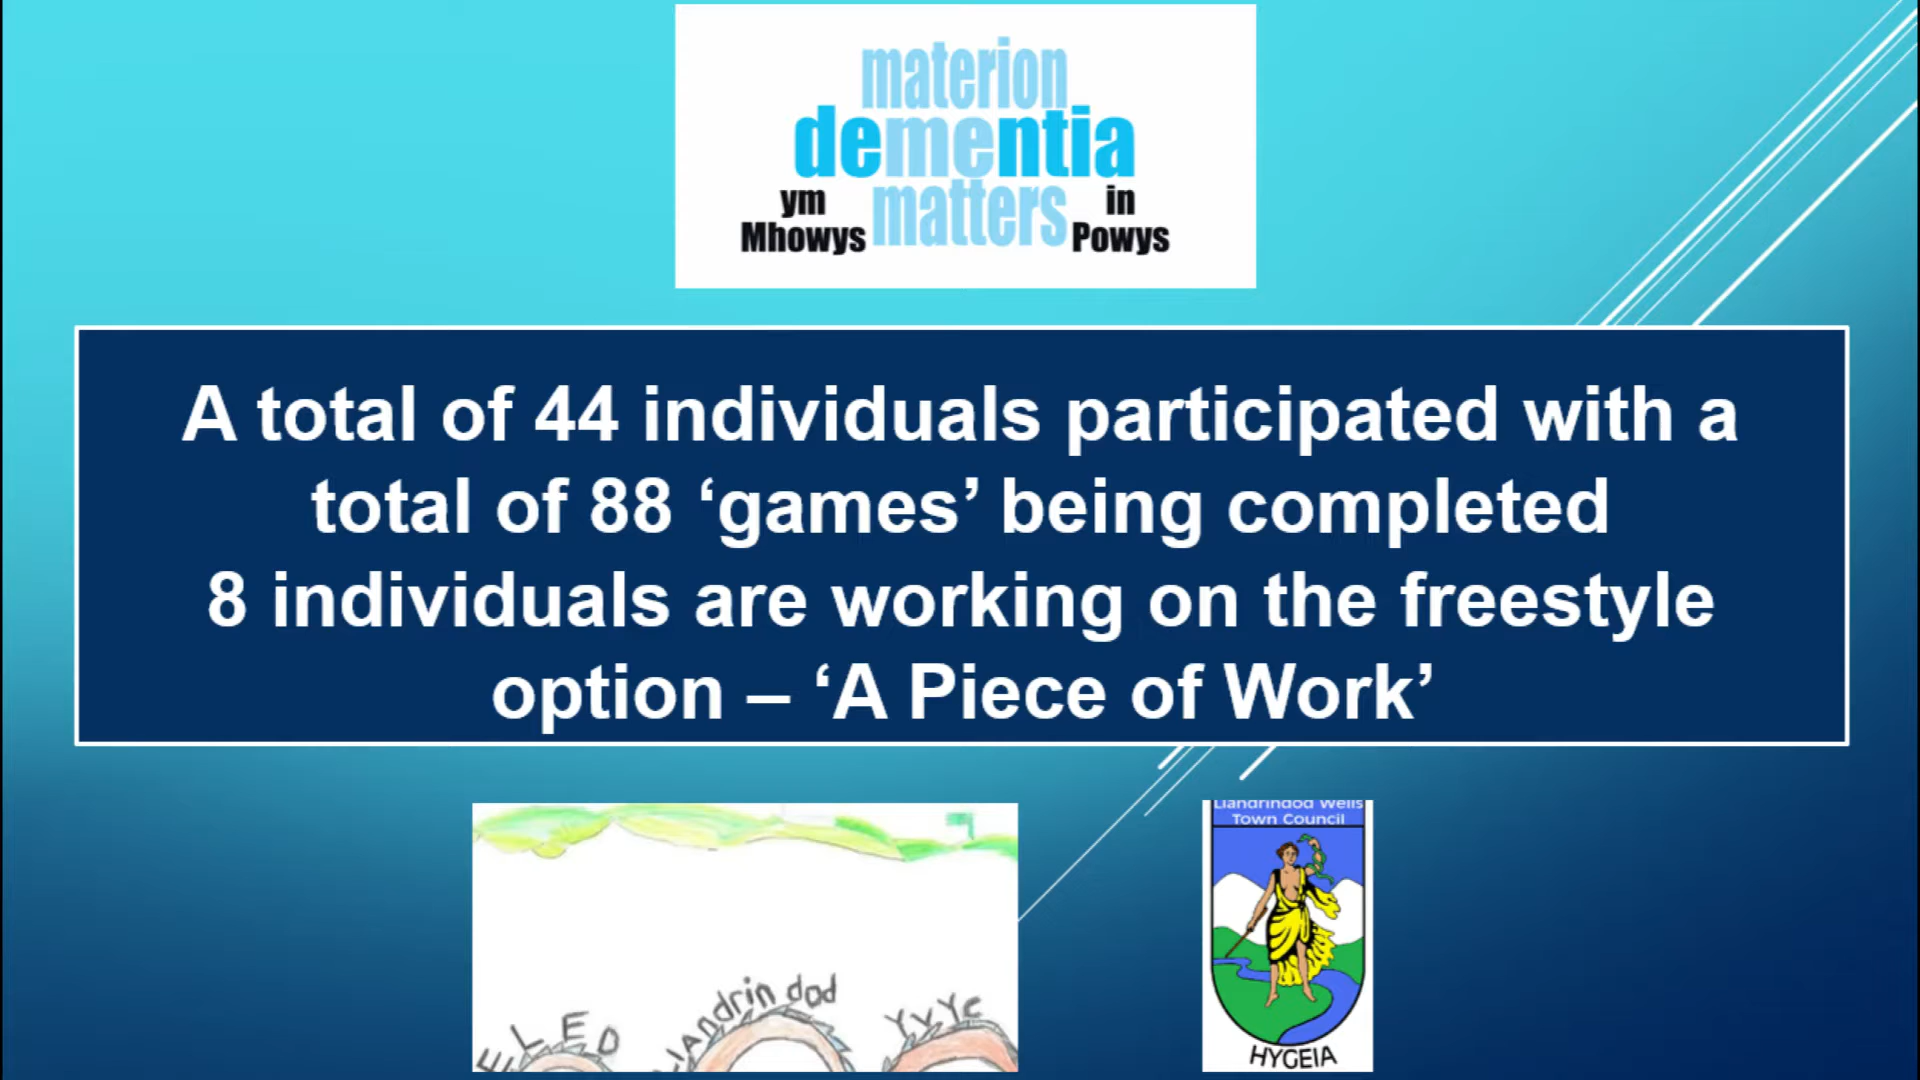 materion
dementia
ym matters in
Mhowys Powys
A total of 44 individuals participated with a
total of 88 ‘games’ being completed
8 individuals are working on the freestyle
option – ‘A Piece of Work’
Llandrindod Wells
Town Council
Llandrindod
YvYe
ELED
HYGEIA